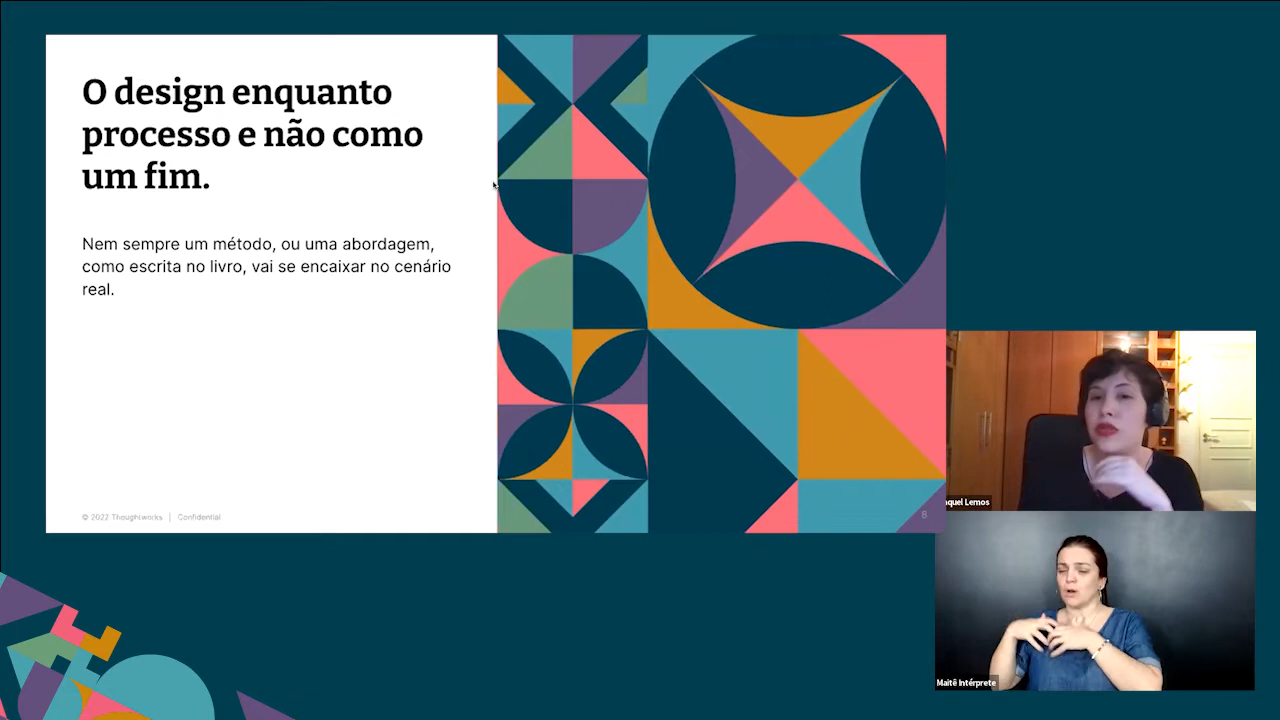 O design enquanto
processo e não como
um fim.
Nem sempre um método, ou uma abordagem,
como escrita no livro, vai se encaixar no cenário
real.
© 2022 Thoughtworks | Confidential
8
aquel Lemos
Maitê Intérprete